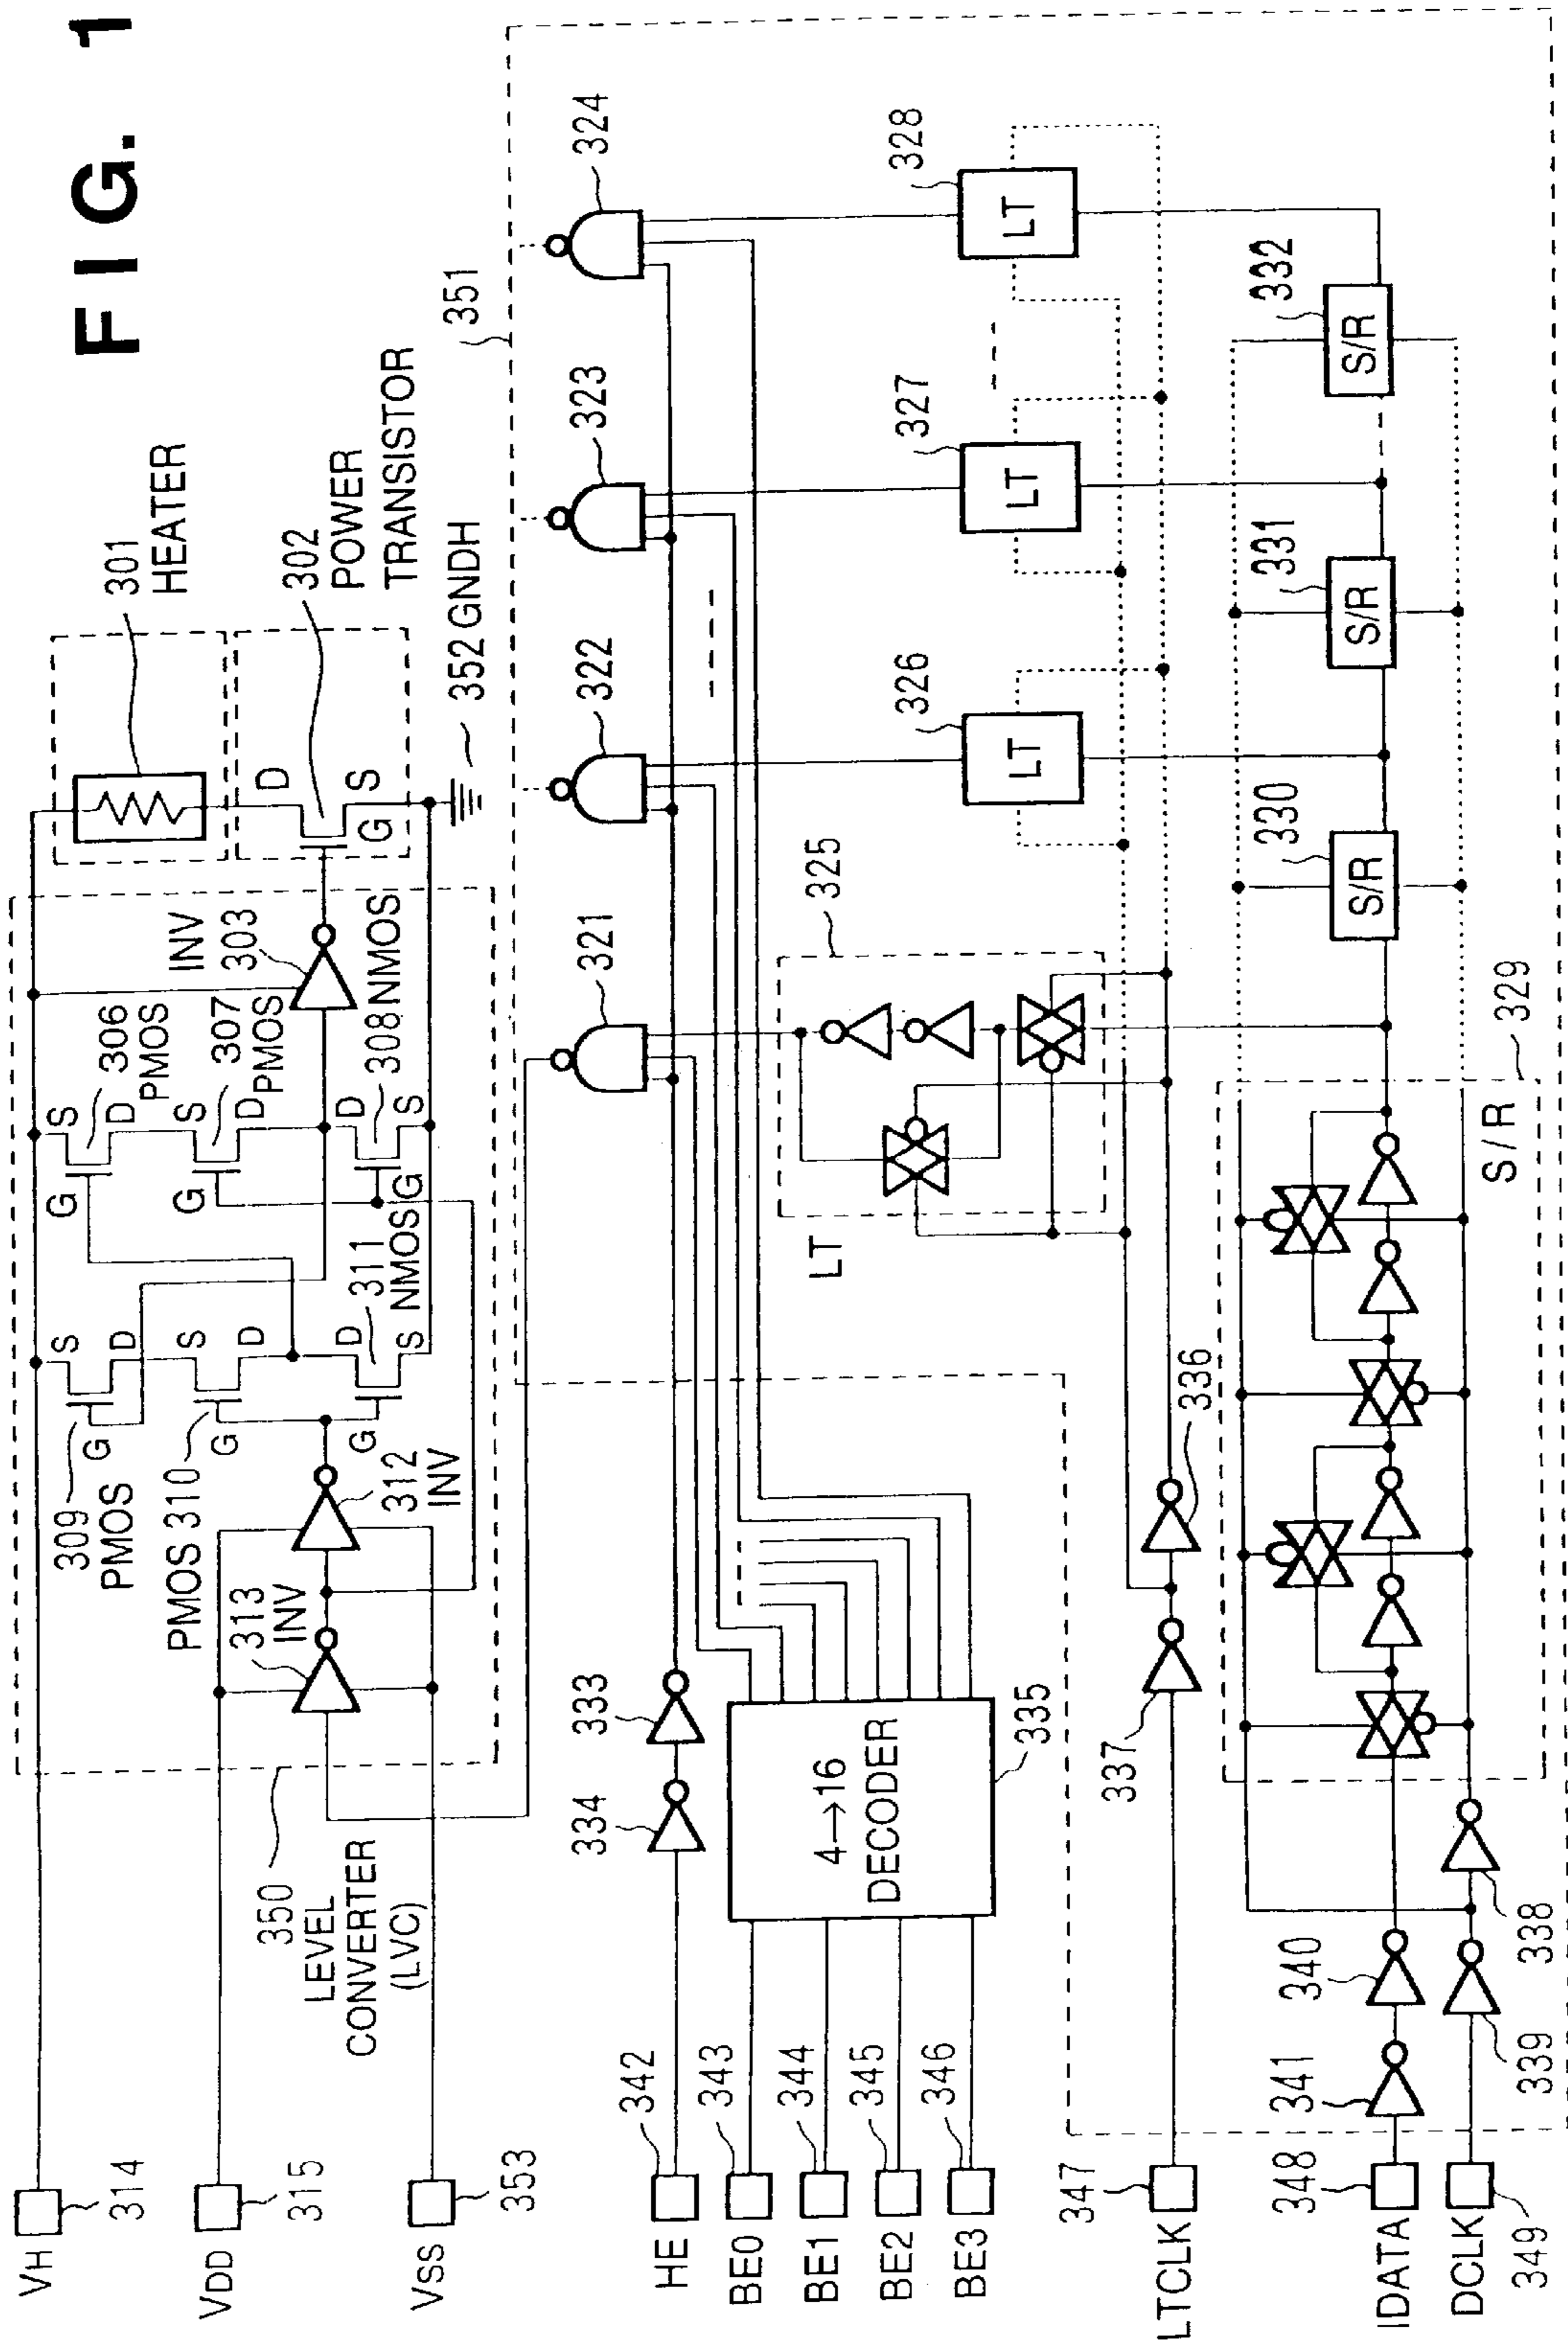 FIG. 1
VH
314
VDD
315
VSS
353
350
LEVEL
CONVERTER
(LVC)
309
PMOS
G
S
D
PMOS 310
G
S
D
311
NMOS
G
D
S
313
INV
312
INV
306
PMOS
G
S
D
307
PMOS
G
S
D
308 NMOS
G
D
S
INV
303
301
HEATER
302
POWER
TRANSISTOR
D
G
S
352 GNDH
351
321
322
323
324
HE
342
334
333
BE0
343
BE1
344
BE2
345
BE3
346
4→16
DECODER
335
LT
325
LT
326
LT
327
LT
328
LTCLK
347
337
336
IDATA
348
341
340
DCLK
349
339
338
S/R
329
S/R
330
S/R
331
S/R
332